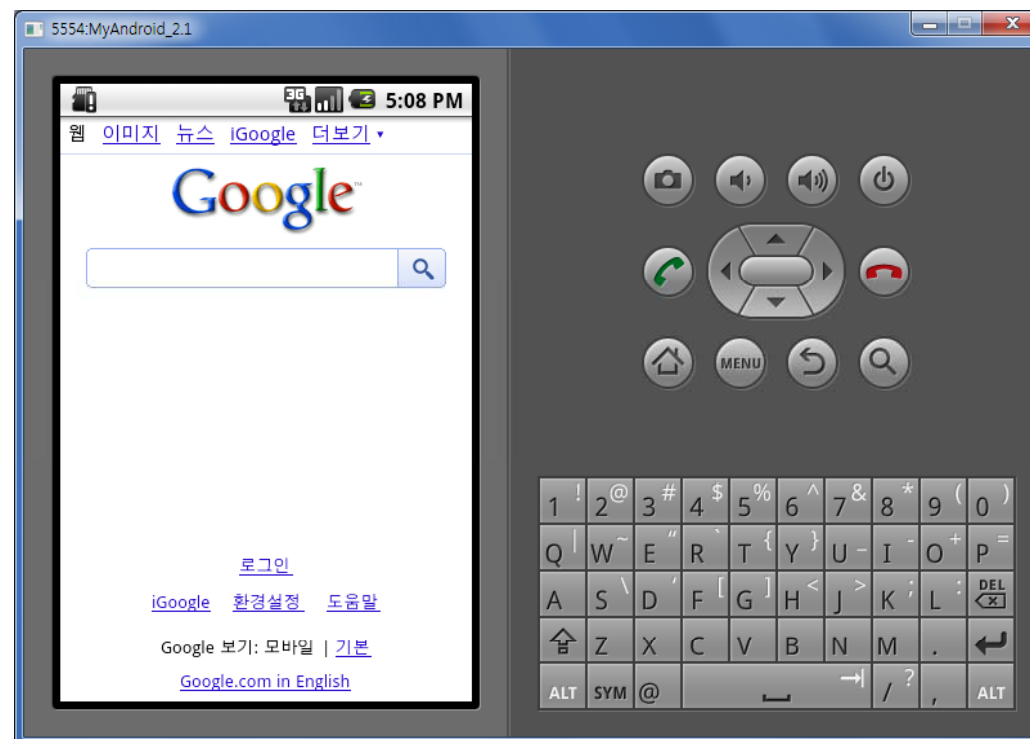 5554:MyAndroid_2.1
3G 5:08 PM
웹 이미지 뉴스 iGoogle 더보기 ▾
Google™
로그인
iGoogle 환경설정 도움말
Google 보기: 모바일 | 기본
Google.com in English
MENU
1 ! 2 @ 3 # 4 $ 5 % 6 ^ 7 & 8 * 9 ( 0 )
Q | W ~ E " R ` T { Y } U - I - O + P =
A S \ D ' F [ G ] H < J > K ; L : DEL
Z X C V B N M .
ALT SYM @ / ? , ALT